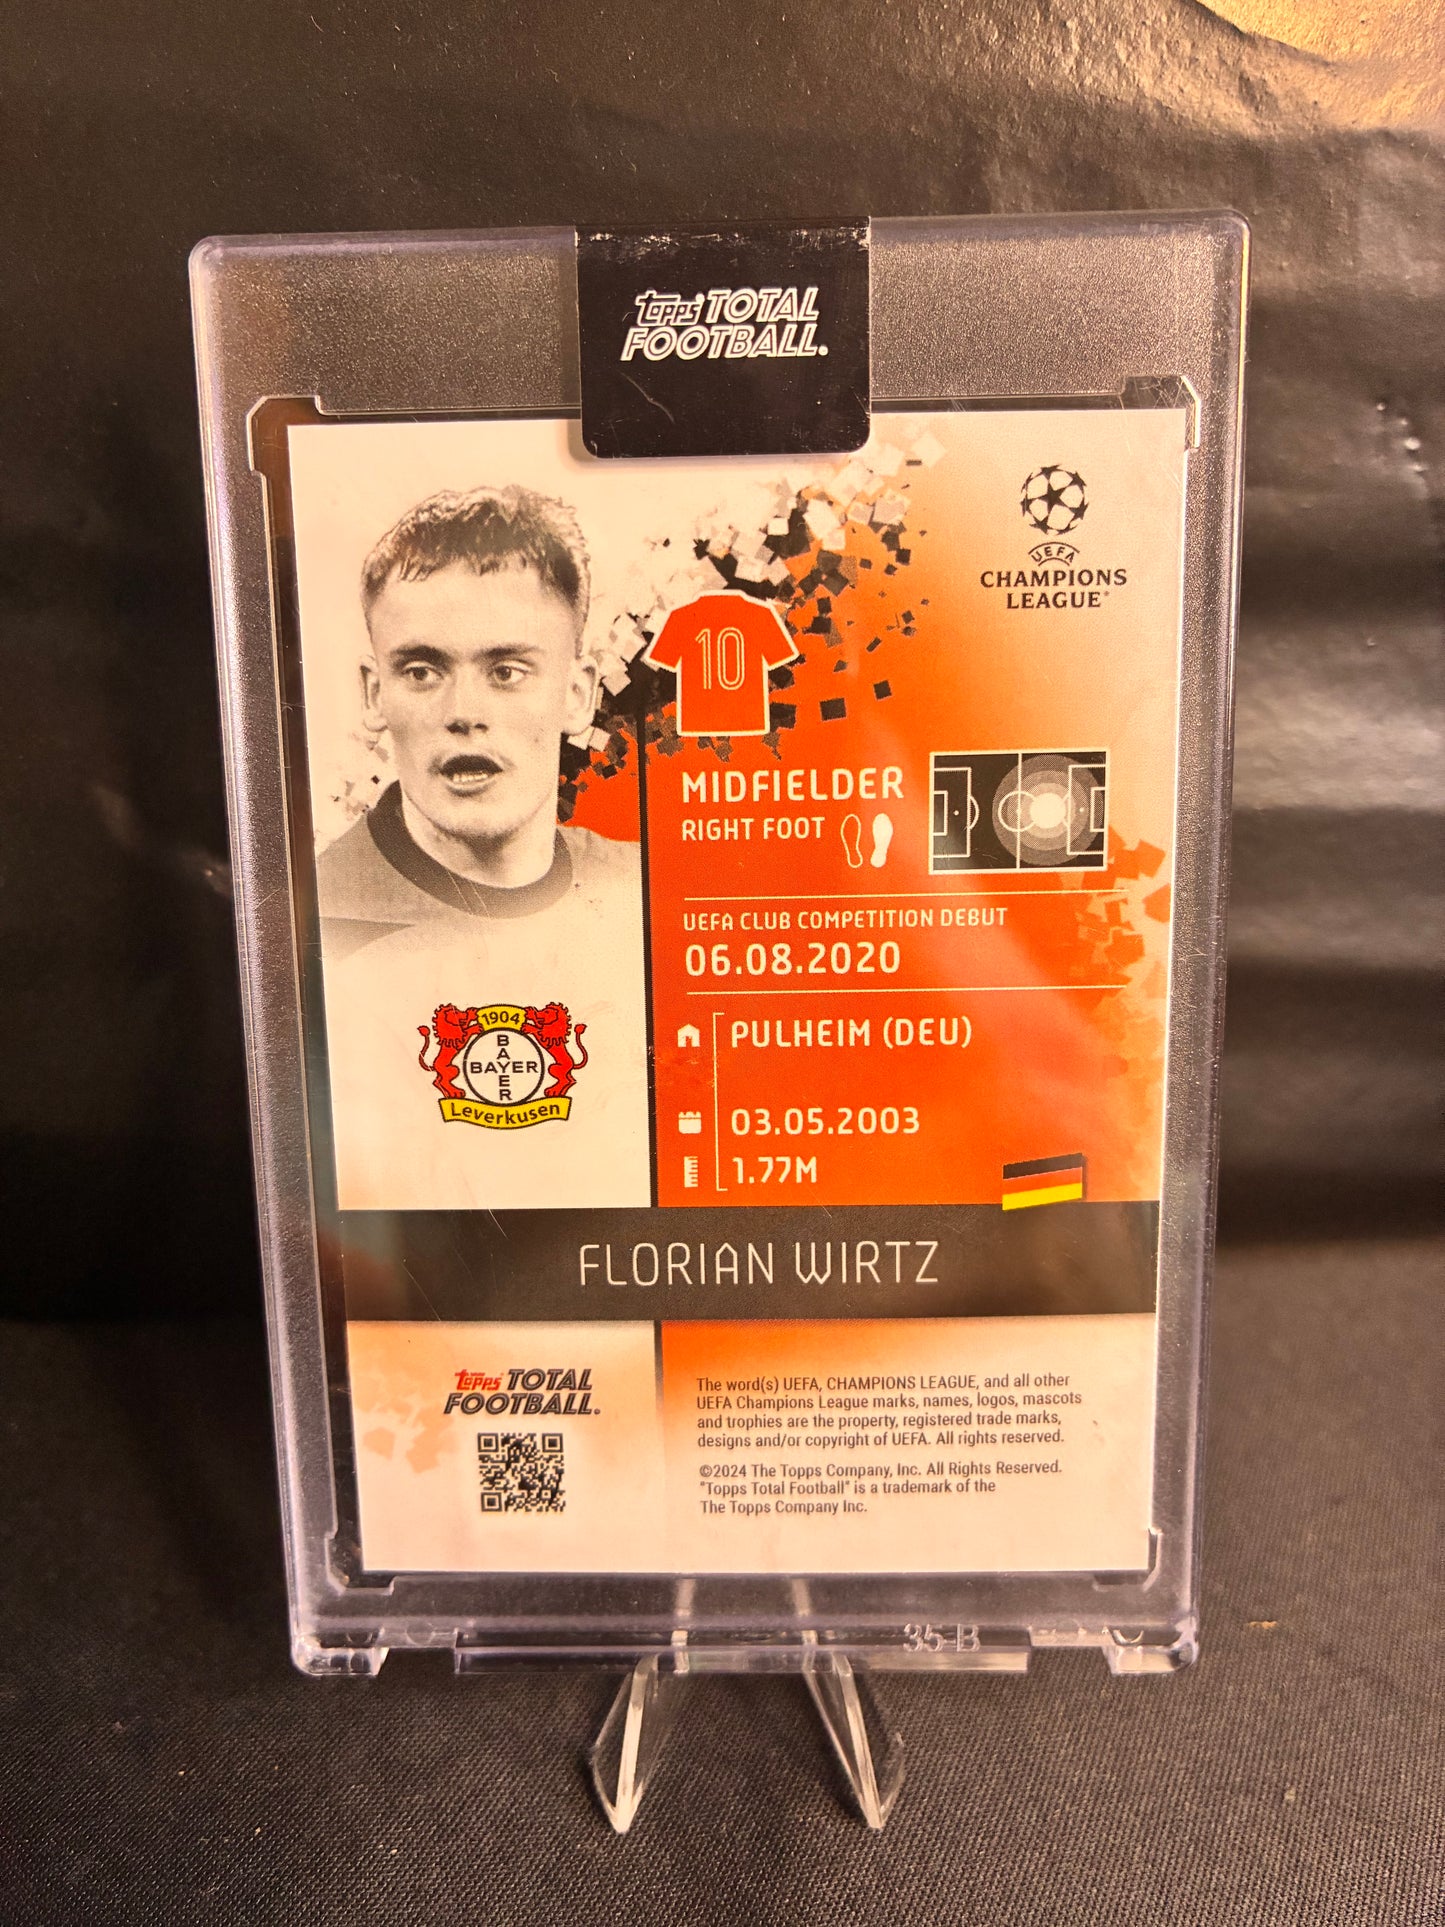 topps TOTAL
FOOTBALL.
UEFA
CHAMPIONS
LEAGUE®
10
MIDFIELDER
RIGHT FOOT
UEFA CLUB COMPETITION DEBUT
06.08.2020
PULHEIM (DEU)
03.05.2003
1.77M
1904
BAYER
BAYER
Leverkusen
FLORIAN WIRTZ
topps TOTAL
FOOTBALL.
The word(s) UEFA, CHAMPIONS LEAGUE, and all other
UEFA Champions League marks, names, logos, mascots
and trophies are the property, registered trade marks,
designs and/or copyright of UEFA. All rights reserved.
©2024 The Topps Company, Inc. All Rights Reserved.
"Topps Total Football" is a trademark of the
The Topps Company Inc.
35-B